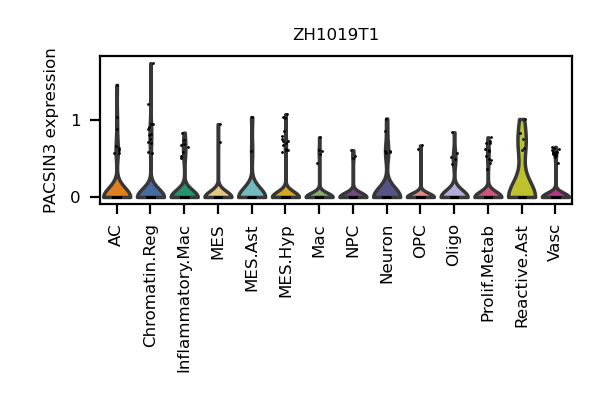 ZH1019T1
PACSIN3 expression
1
0
AC
Chromatin.Reg
Inflammatory.Mac
MES
MES.Ast
MES.Hyp
Mac
NPC
Neuron
OPC
Oligo
Prolif.Metab
Reactive.Ast
Vasc